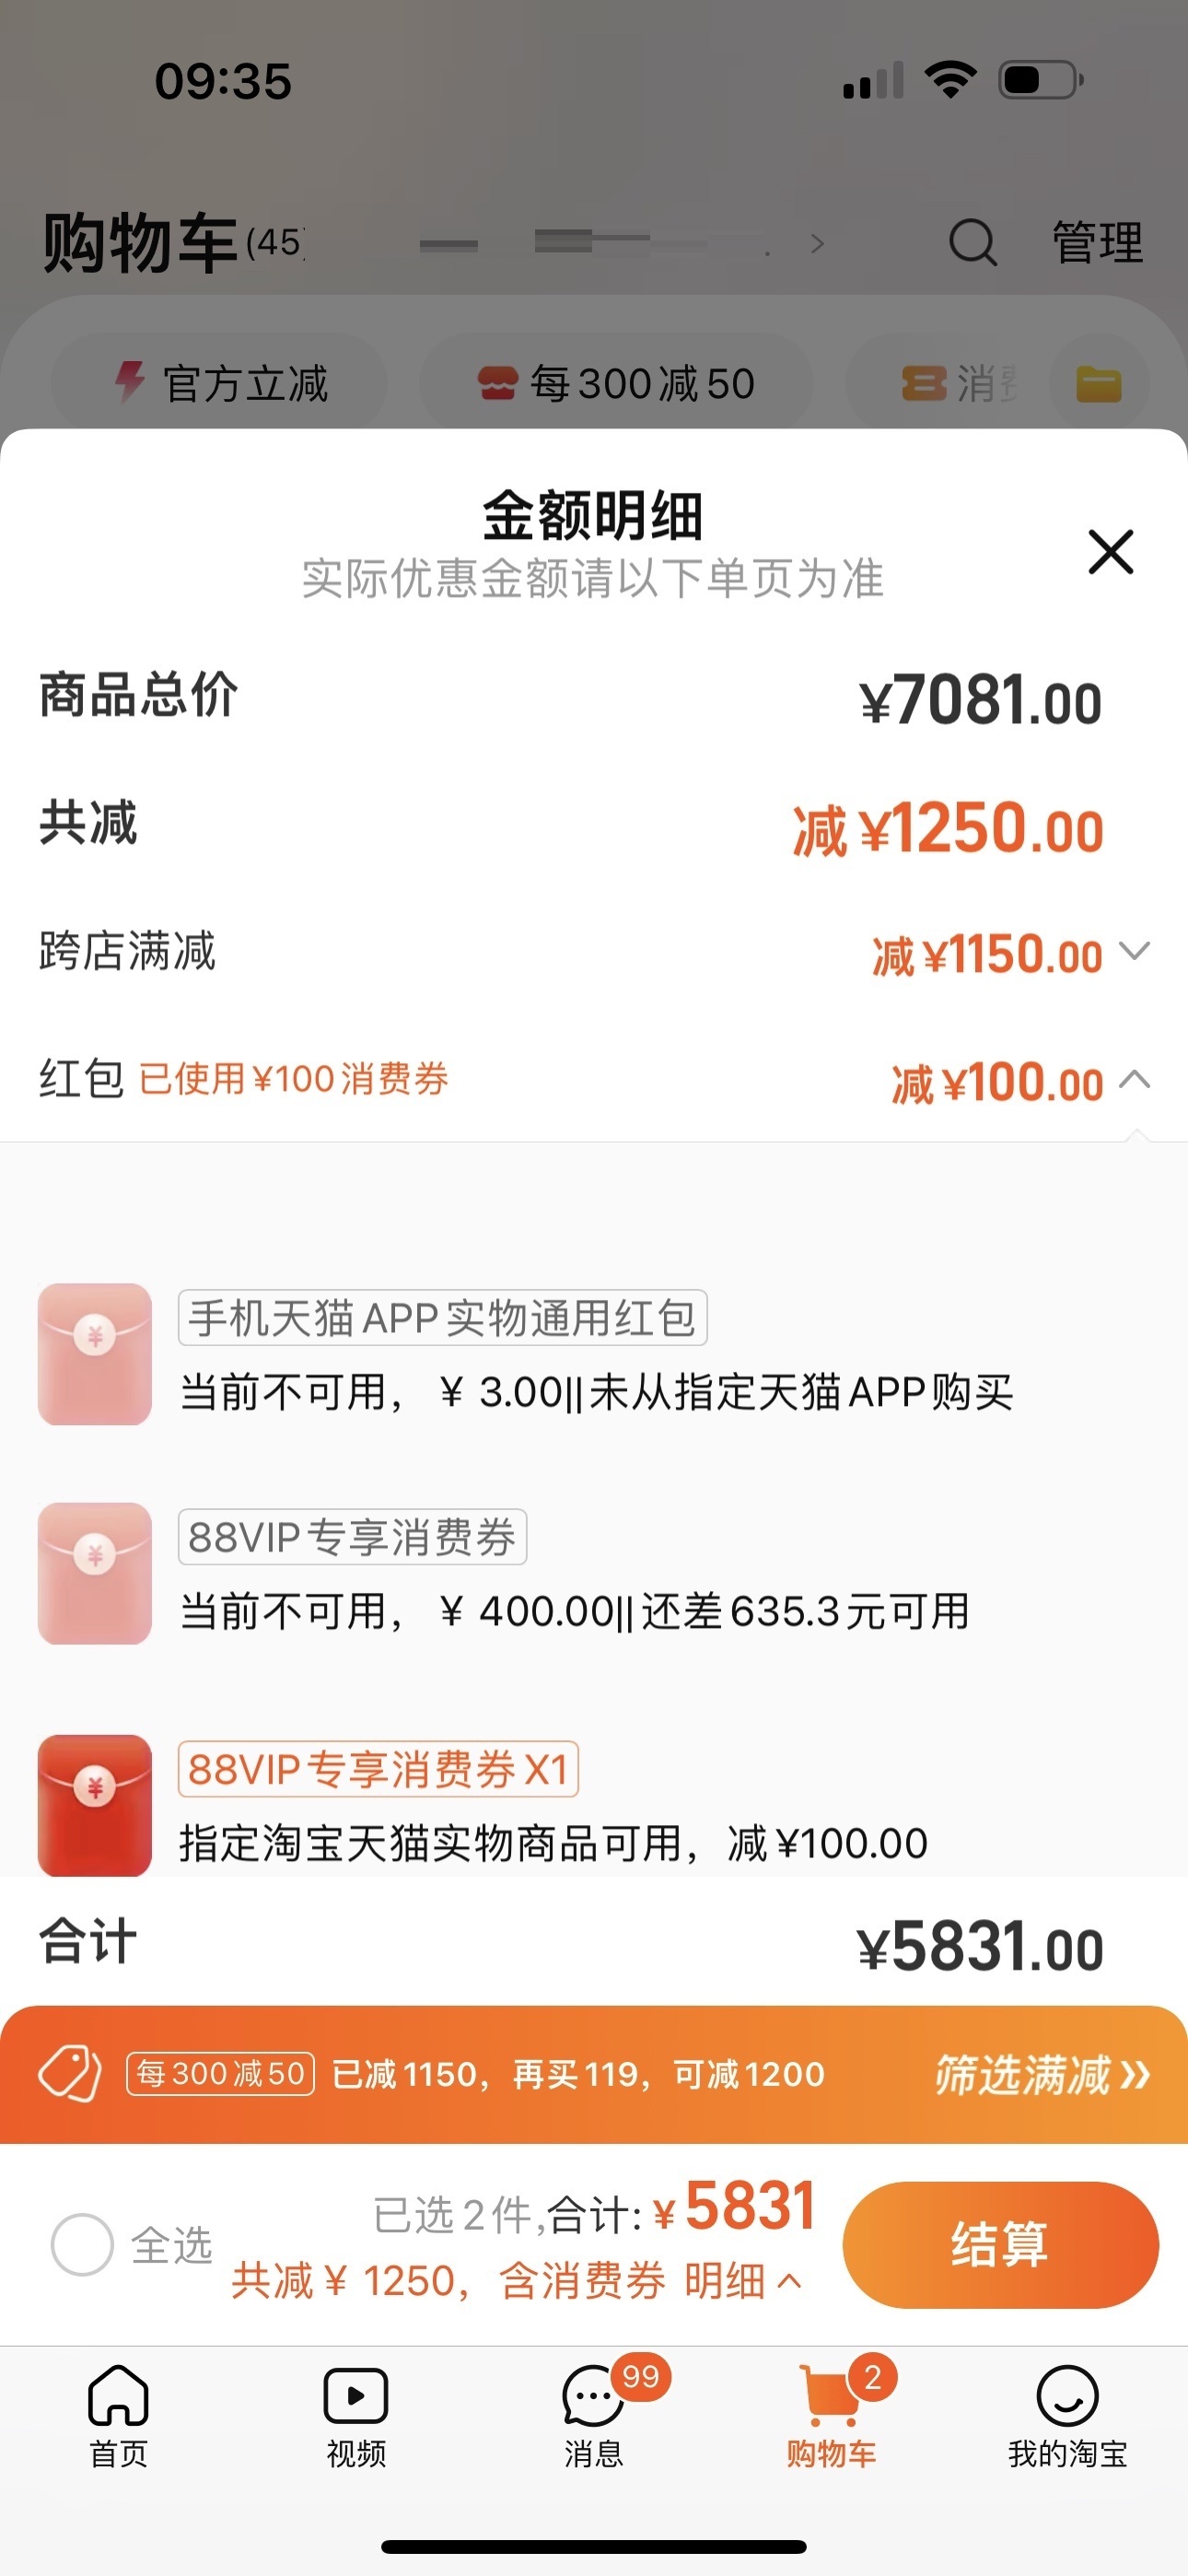 09:35
购物车(45)
管理
官方立减
每300减50
消费
金额明细
实际优惠金额请以下单页为准
商品总价 ¥7081.00
共减 减¥1250.00
跨店满减 减¥1150.00
红包 已使用¥100消费券 减¥100.00
手机天猫APP实物通用红包
当前不可用，¥ 3.00||未从指定天猫APP购买
88VIP专享消费券
当前不可用，¥ 400.00||还差635.3元可用
88VIP专享消费券X1
指定淘宝天猫实物商品可用，减¥100.00
合计 ¥5831.00
每300减50 已减1150，再买119，可减1200 筛选满减
全选
已选2件,合计:¥5831
共减¥ 1250，含消费券 明细
结算
99
2
首页
视频
消息
购物车
我的淘宝